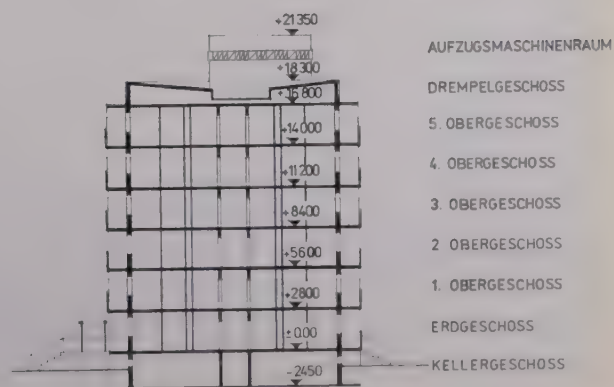 +21350
AUFZUGSMASCHINENRAUM
+18300
DREMPELGESCHOSS
+16800
5. OBERGESCHOSS
+14000
4. OBERGESCHOSS
+11200
3. OBERGESCHOSS
+8400
2 OBERGESCHOSS
+5600
1. OBERGESCHOSS
+2800
ERDGESCHOSS
±0.00
KELLERGESCHOSS
-2450